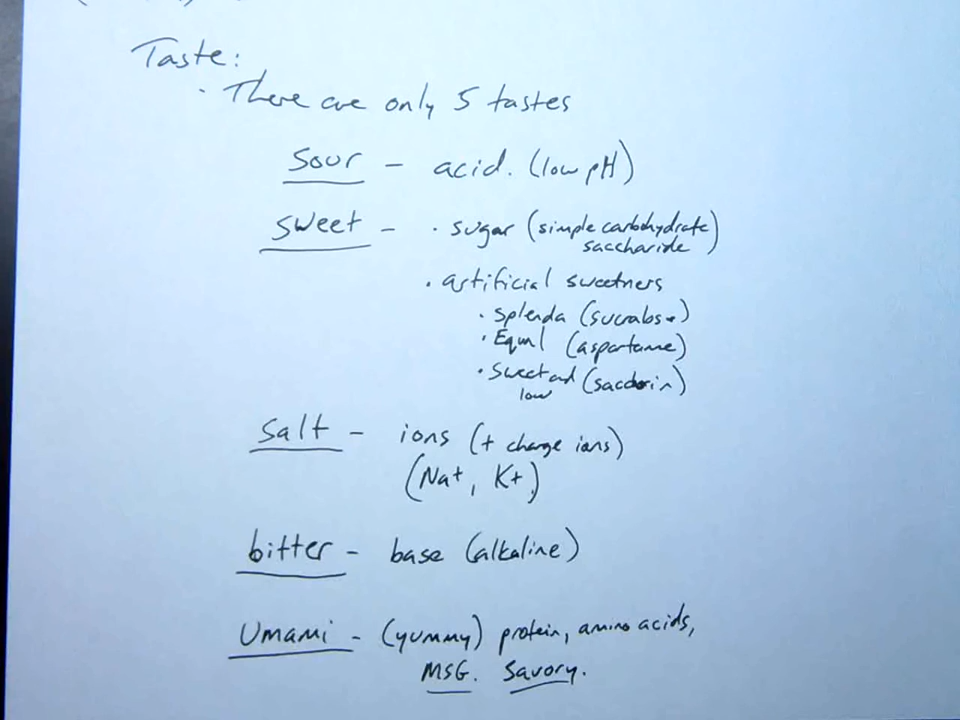 Taste:
· There are only 5 tastes
Sour - acid. (low pH)
sweet - · sugar (simple carbohydrate
saccharide)
· artificial sweetners
· splenda (sucralose)
· Equal (aspartame)
· Sweet and (saccharin)
low
Salt - ions (+ charge ions)
(Na+, K+)
bitter - base (alkaline)
Umami - (yummy) protein, amino acids,
MSG. Savory.